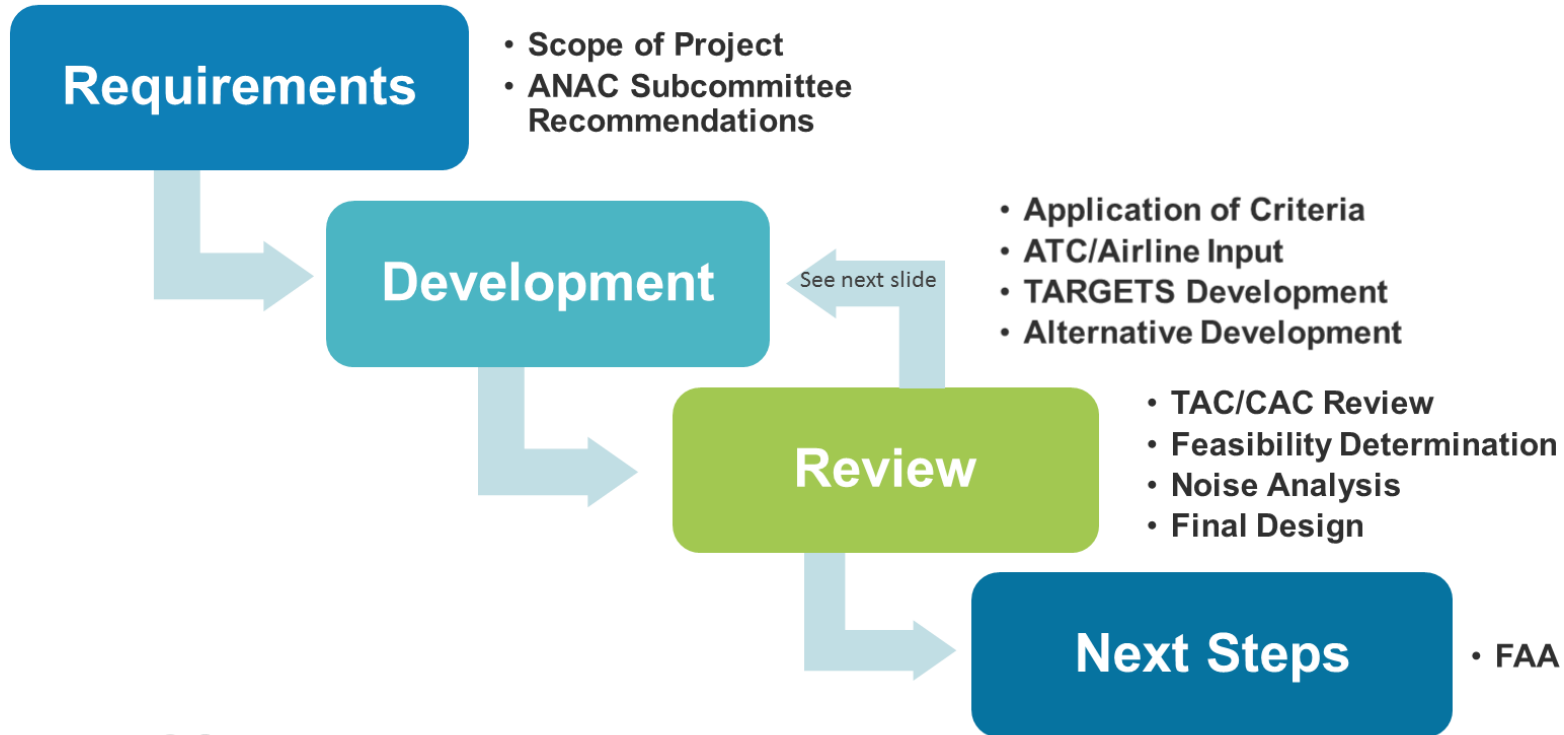 Requirements
• Scope of Project
• ANAC Subcommittee
Recommendations
Development
See next slide
• Application of Criteria
• ATC/Airline Input
• TARGETS Development
• Alternative Development
Review
• TAC/CAC Review
• Feasibility Determination
• Noise Analysis
• Final Design
Next Steps
• FAA